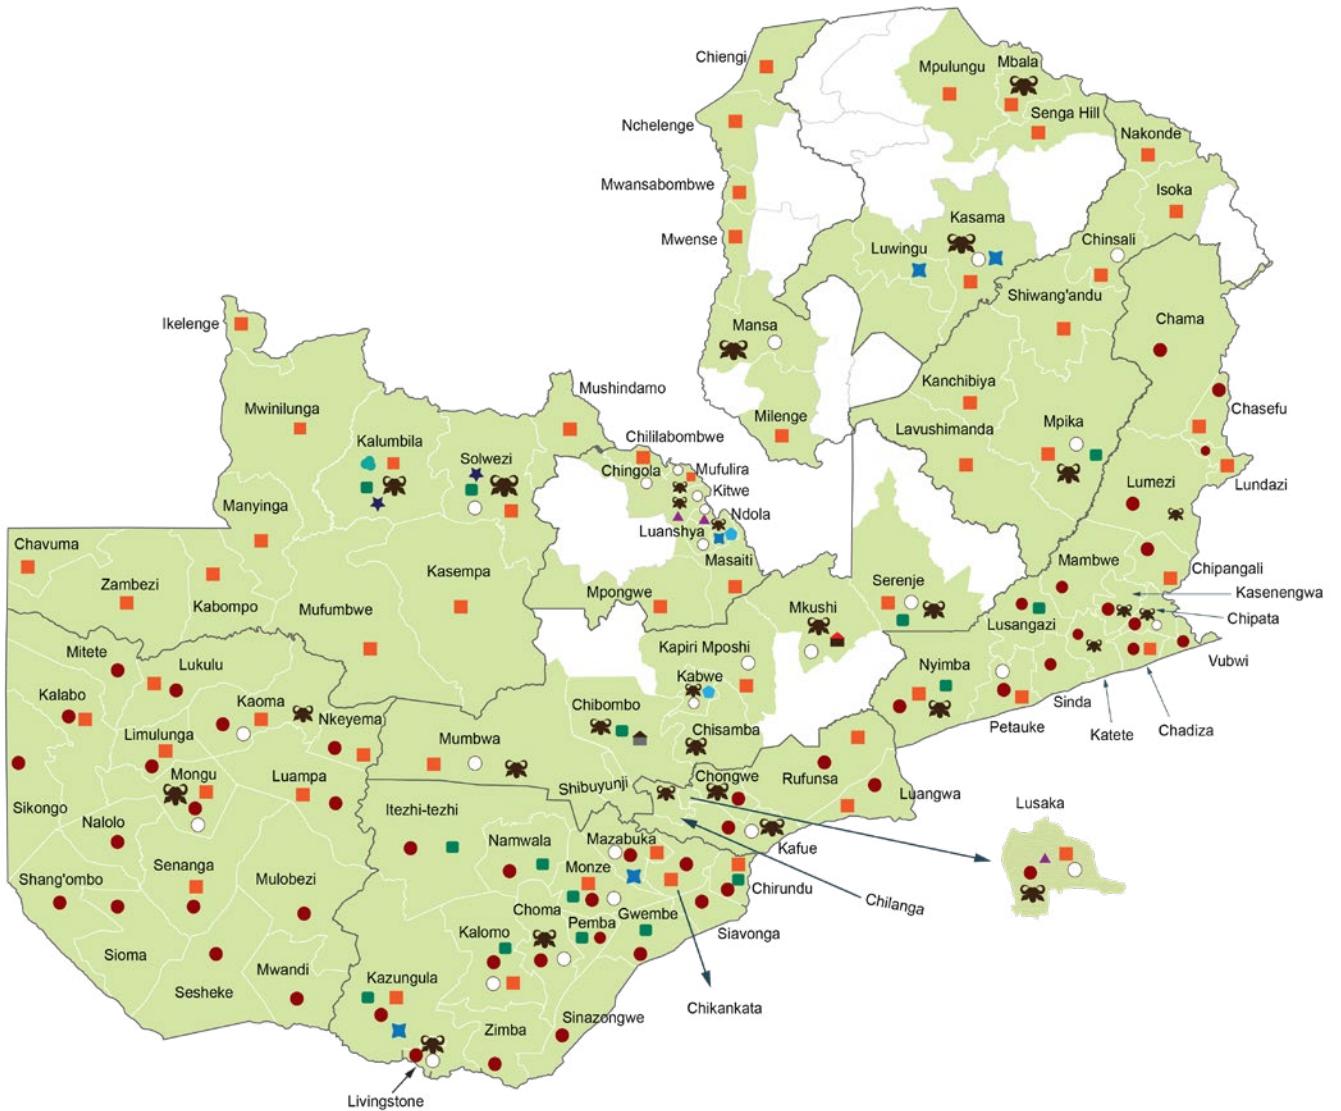 Chiengi
Mpulungu
Mbala
Senga Hill
Nchelenge
Nakonde
Mwansabombwe
Isoka
Kasama
Mwense
Luwingu
Chinsali
Shiwang'andu
Ikelenge
Mansa
Chama
Mushindamo
Kanchibiya
Mwinilunga
Milenge
Mpika
Chasefu
Lavushimanda
Kalumbila
Solwezi
Chililabombwe
Chingola
Mufulira
Kitwe
Lumezi
Lundazi
Manyinga
Ndola
Luanshya
Chavuma
Masaiti
Mambwe
Chipangali
Kasempa
Zambezi
Kabompo
Mufumbwe
Mpongwe
Serenje
Kasenengwa
Mkushi
Lusangazi
Chipata
Mitete
Lukulu
Kapiri Mposhi
Nyimba
Vubwi
Kabwe
Kalabo
Kaoma
Chibombo
Sinda
Nkeyema
Limulunga
Chisamba
Petauke
Katete
Chadiza
Mumbwa
Mongu
Luampa
Shibuyunji
Chongwe
Rufunsa
Luangwa
Sikongo
Itezhi-tezhi
Lusaka
Nalolo
Namwala
Mazabuka
Kafue
Senanga
Monze
Shang'ombo
Mulobezi
Chirundu
Chilanga
Choma
Gwembe
Pemba
Kalomo
Siavonga
Sioma
Mwandi
Kazungula
Sesheke
Chikankata
Sinazongwe
Zimba
Livingstone